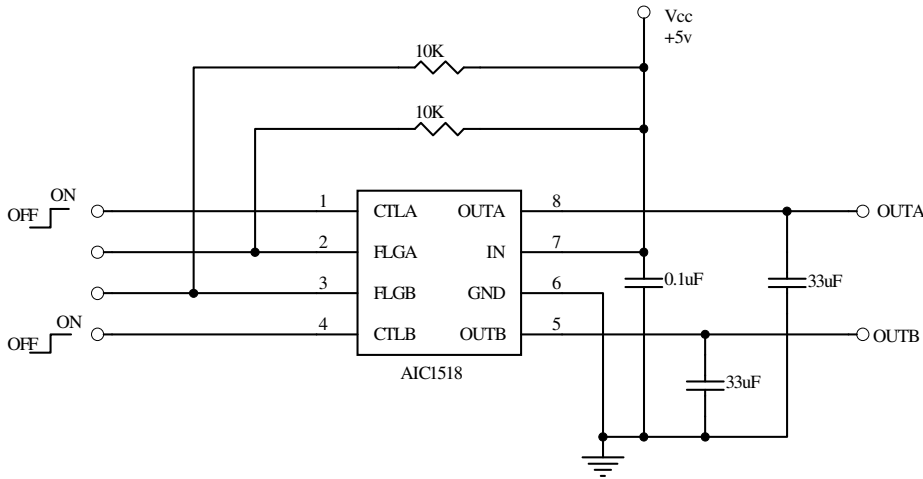 Vcc
+5v
10K
10K
ON
OFF
1
CTLA
OUTA
8
OUTA
2
FLGA
IN
7
3
FLGB
GND
6
0.1uF
33uF
ON
OFF
4
CTLB
OUTB
5
OUTB
AIC1518
33uF